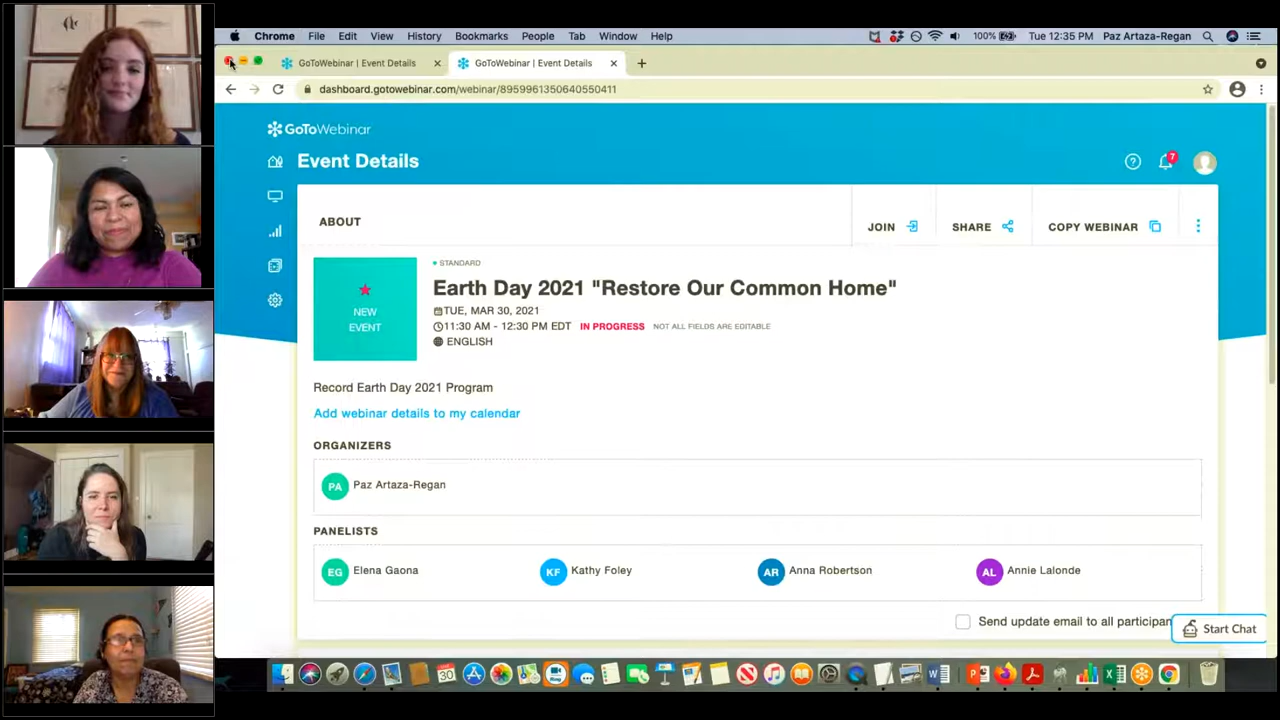 Chrome File Edit View History Bookmarks People Tab Window Help 100% Tue 12:35 PM Paz Artaza-Regan
GoToWebinar | Event Details GoToWebinar | Event Details
dashboard.gotowebinar.com/webinar/8959961350640550411
GoToWebinar
Event Details
7
ABOUT JOIN SHARE COPY WEBINAR
STANDARD
NEW
EVENT
Earth Day 2021 "Restore Our Common Home"
TUE, MAR 30, 2021
11:30 AM - 12:30 PM EDT IN PROGRESS NOT ALL FIELDS ARE EDITABLE
ENGLISH
Record Earth Day 2021 Program
Add webinar details to my calendar
ORGANIZERS
PA Paz Artaza-Regan
PANELISTS
EG Elena Gaona KF Kathy Foley AR Anna Robertson AL Annie Lalonde
Send update email to all participan
Start Chat
30